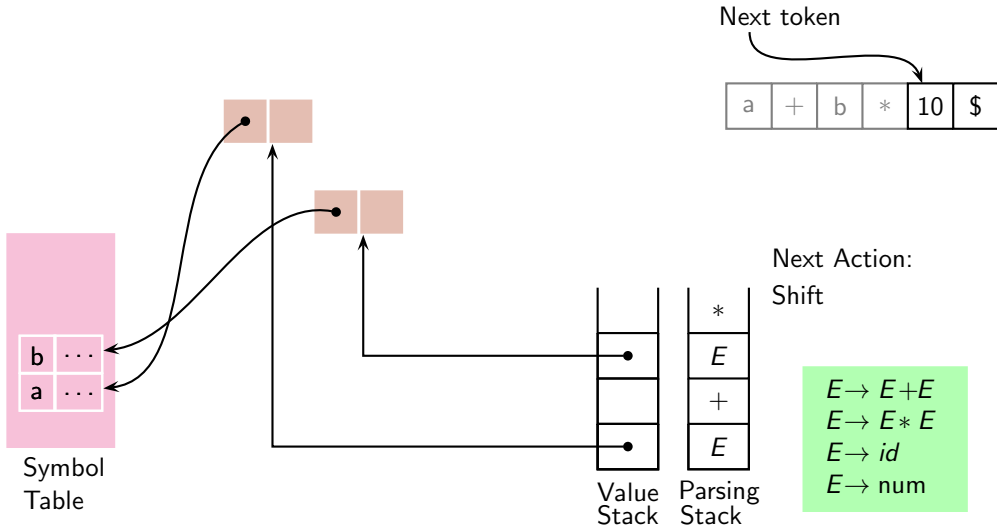 Next token
a + b * 10 $
Next Action:
Shift
*
b ...
E
a ...
+
E
E → E + E
E → E * E
E → id
E → num
Symbol
Table
Value
Stack
Parsing
Stack